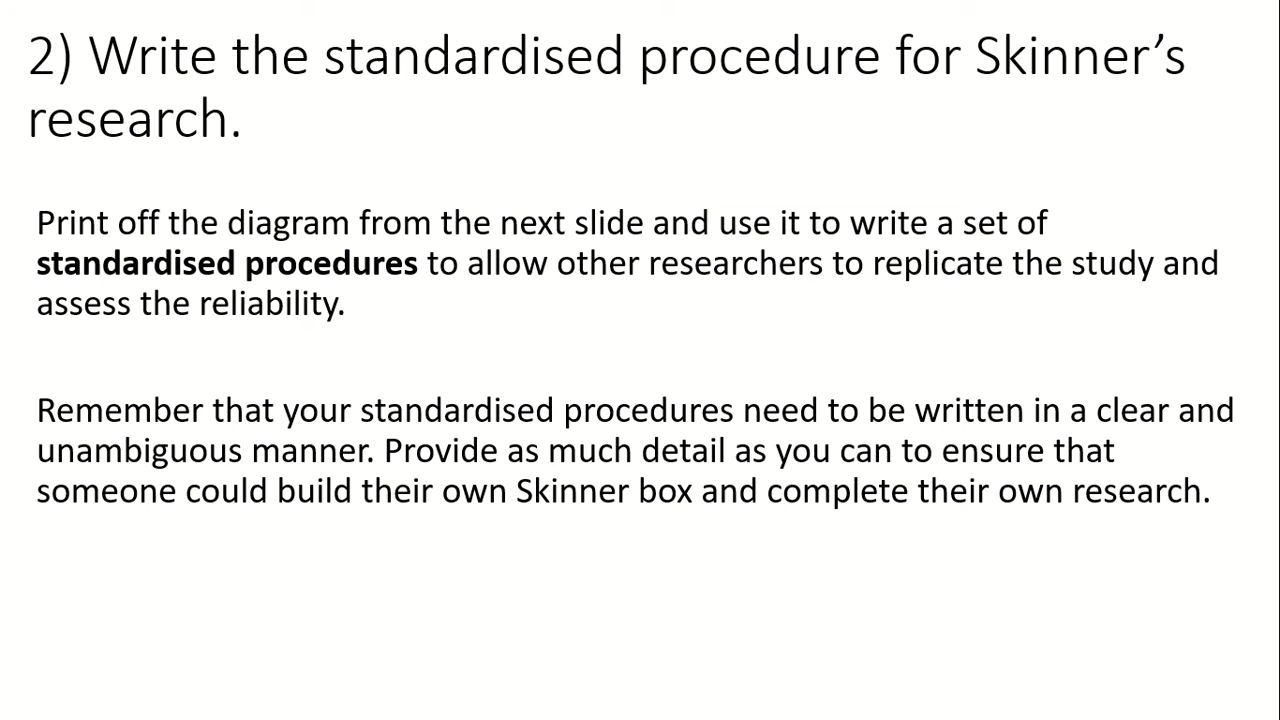 2) Write the standardised procedure for Skinner’s
research.
Print off the diagram from the next slide and use it to write a set of
standardised procedures to allow other researchers to replicate the study and
assess the reliability.
Remember that your standardised procedures need to be written in a clear and
unambiguous manner. Provide as much detail as you can to ensure that
someone could build their own Skinner box and complete their own research.